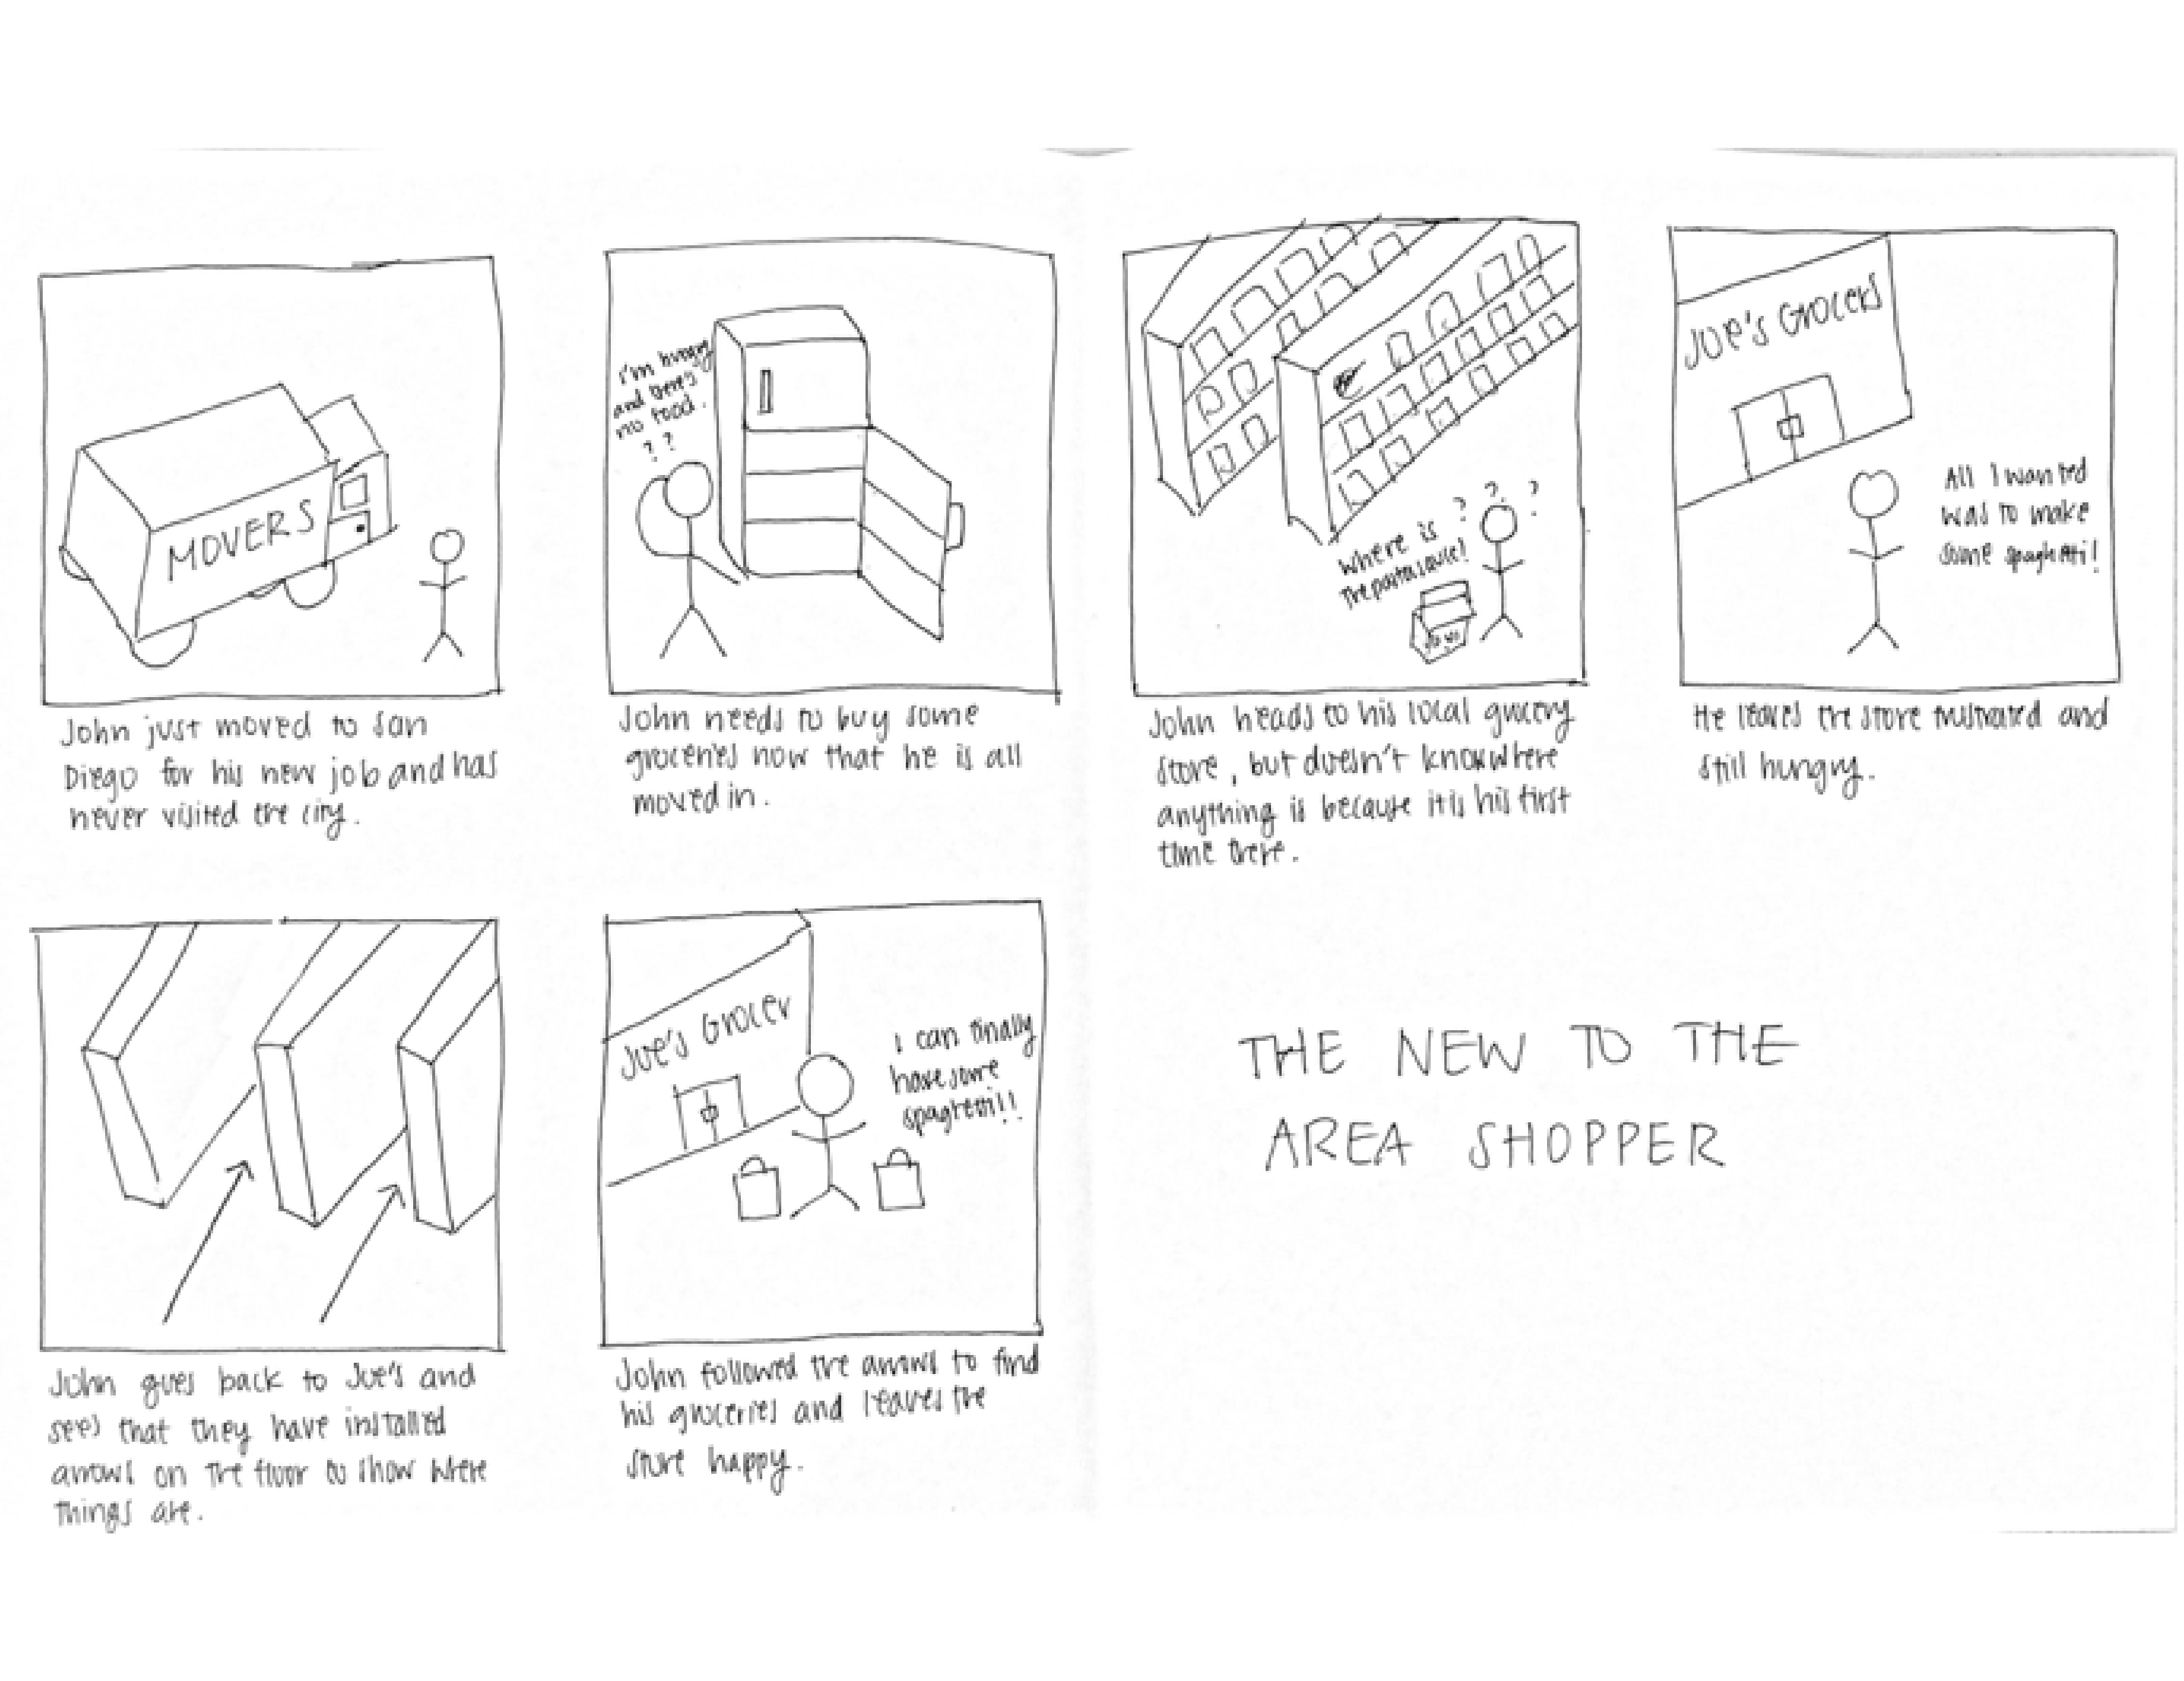 MOVERS
John just moved to San
Diego for his new job and has
never visited the city.
I'm hungry
and there's
no food.
? ?
John needs to buy some
groceries now that he is all
moved in.
? ? ?
Where is
the pasta sauce!
John heads to his local grocery
store, but doesn't know where
anything is because it is his first
time there.
JOE'S GROCERS
All I wanted
was to make
some spaghetti!
He leaves the store frustrated and
still hungry.
John goes back to Joe's and
sees that they have installed
arrows on the floor to show where
things are.
JOE'S GROCER
I can finally
have some
spaghetti!!
John followed the arrows to find
his groceries and leaves the
store happy.
THE NEW TO THE
AREA SHOPPER